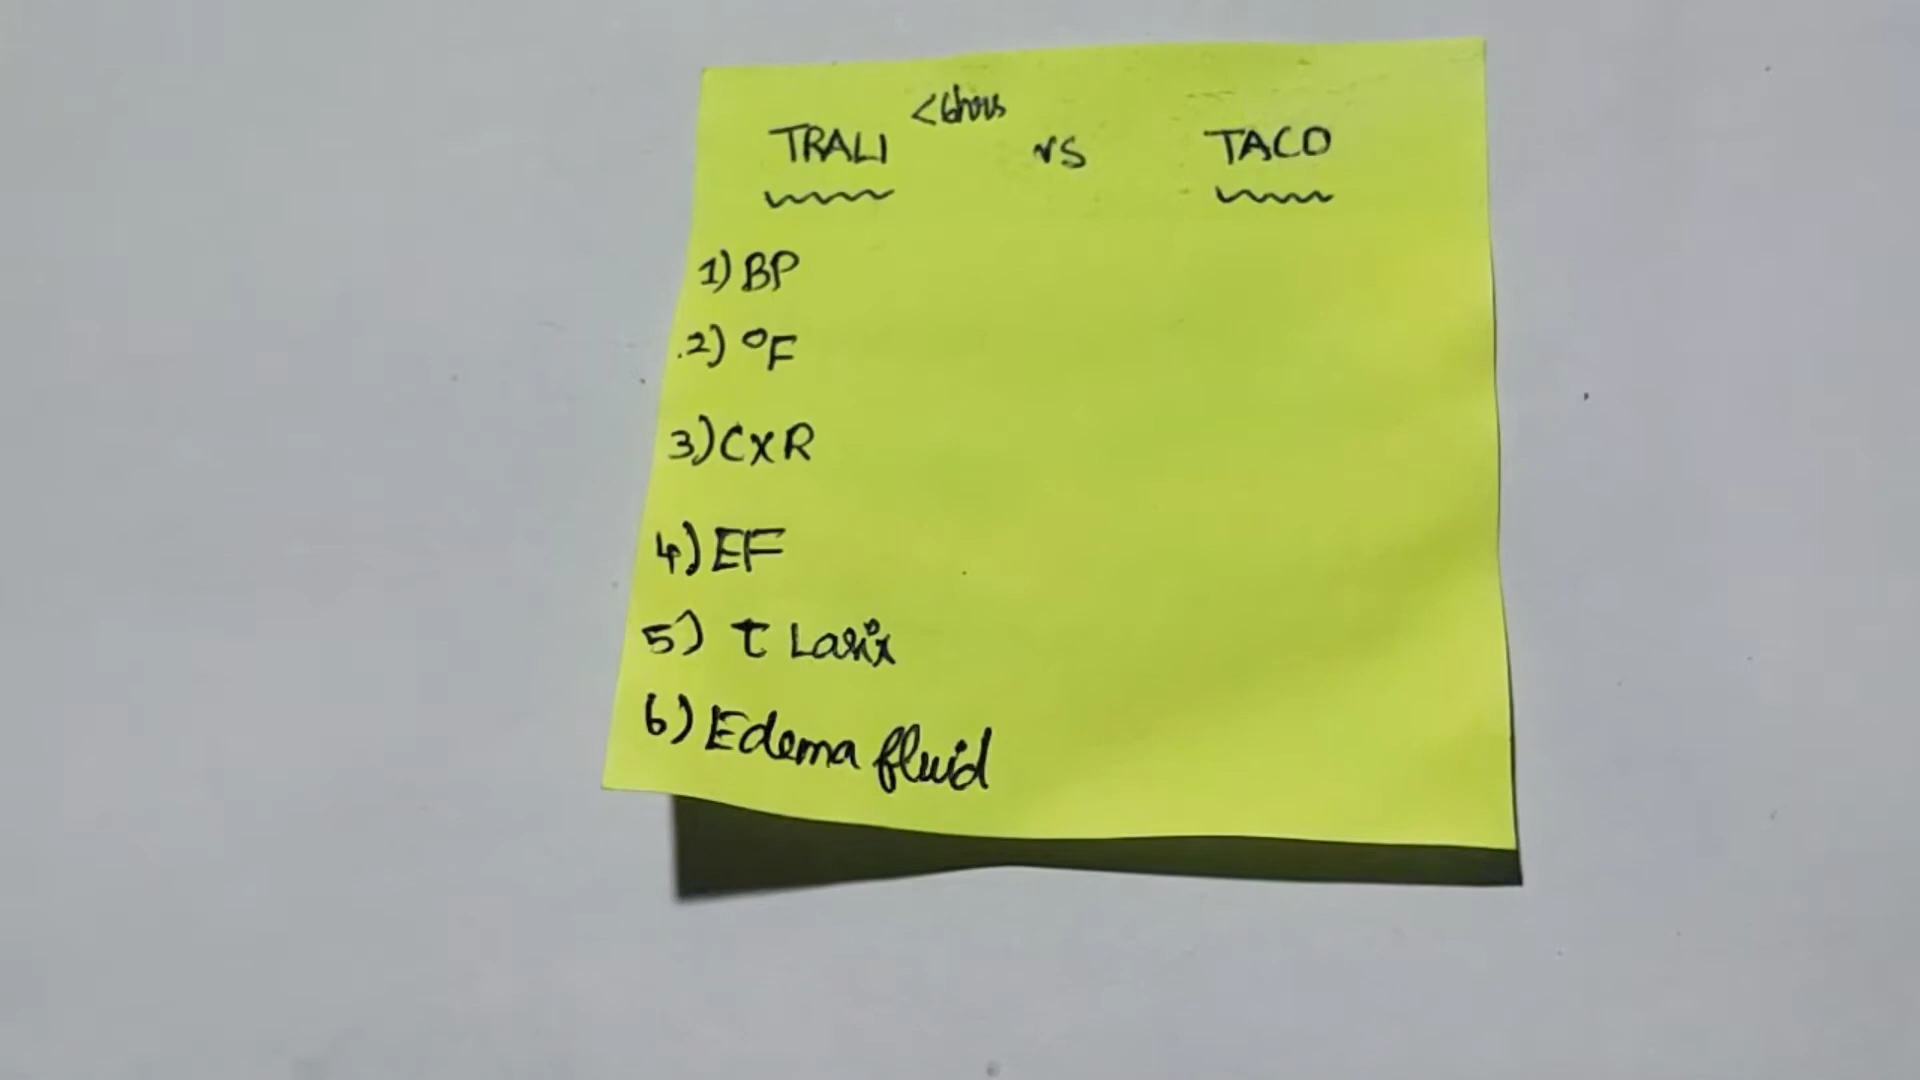 <6hours
TRALI vs TACO
1) BP
2) °F
3) CXR
4) EF
5) T Lasix
6) Edema fluid